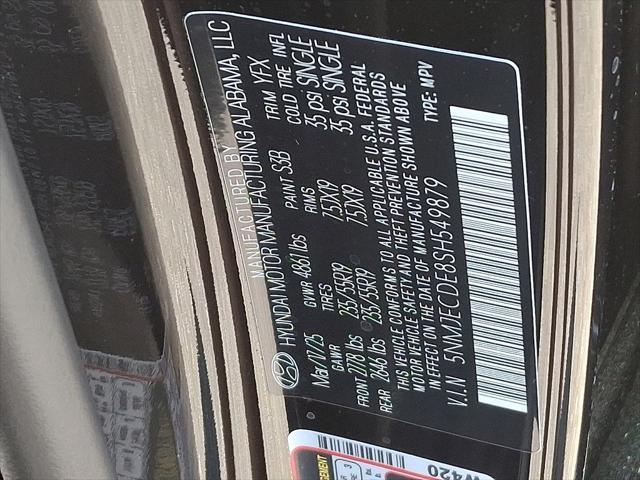 MANUFACTURED BY
HYUNDAI MOTOR MANUFACTURING ALABAMA, LLC
Mar/17/25 GVWR 4861 lbs PAINT S3B TRIM YFX
GAWR TIRES RIMS COLD TIRE INFL
FRONT 2778 lbs 235/55R19 7.5JX19 35 psi SINGLE
REAR 2646 lbs 235/55R19 7.5JX19 35 psi SINGLE
THIS VEHICLE CONFORMS TO ALL APPLICABLE U.S.A. FEDERAL
MOTOR VEHICLE SAFETY AND THEFT PREVENTION STANDARDS
IN EFFECT ON THE DATE OF MANUFACTURE SHOWN ABOVE
V.I.N 5NMJECDE8SH549879 TYPE: MPV
W420